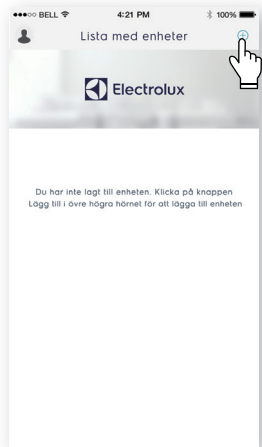 BELL 4:21 PM 100%
Lista med enheter
Electrolux
Du har inte lagt till enheten. Klicka på knappen
Lägg till i övre högra hörnet för att lägga till enheten